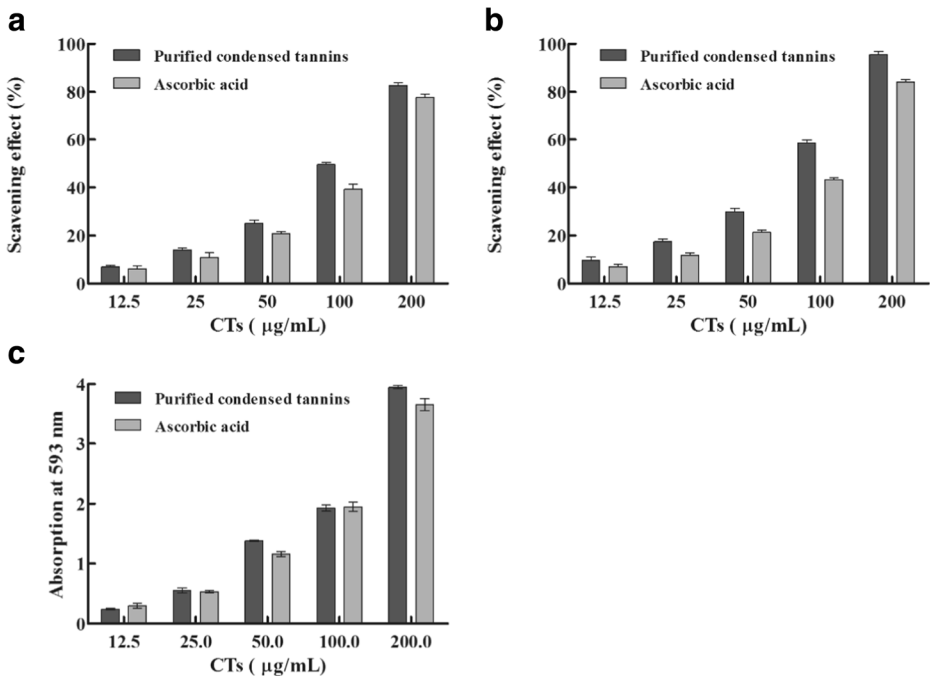 a
Scavening effect (%)
100
80
60
40
20
0
Purified condensed tannins
Ascorbic acid
12.5 25 50 100 200
CTs ( μg/mL)
b
Scavening effect (%)
100
80
60
40
20
0
Purified condensed tannins
Ascorbic acid
12.5 25 50 100 200
CTs ( μg/mL)
c
Absorption at 593 nm
4
3
2
1
0
Purified condensed tannins
Ascorbic acid
12.5 25.0 50.0 100.0 200.0
CTs ( μg/mL)